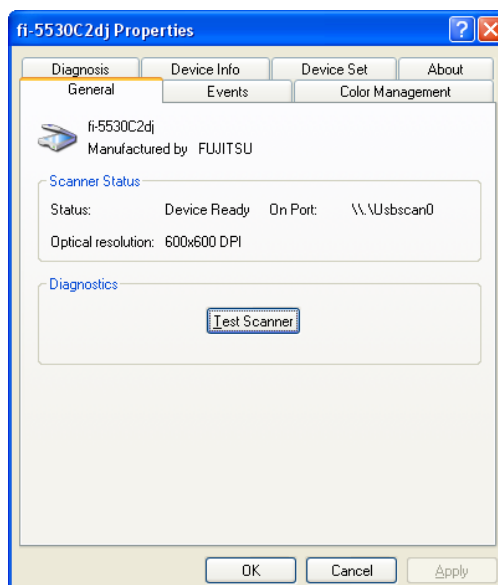 fi-5530C2dj Properties
Diagnosis Device Info Device Set About
General Events Color Management
fi-5530C2dj
Manufactured by FUJITSU
Scanner Status
Status: Device Ready On Port: \\.\Usbscan0
Optical resolution: 600x600 DPI
Diagnostics
Test Scanner
OK Cancel Apply